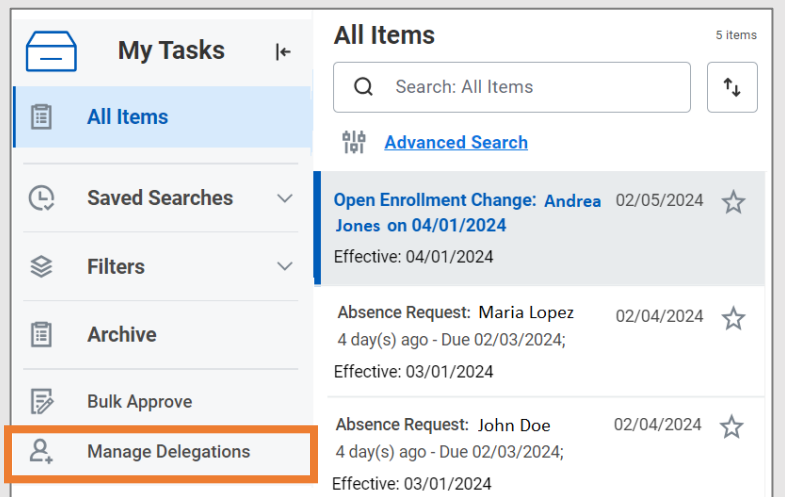 My Tasks
All Items
Saved Searches
Filters
Archive
Bulk Approve
Manage Delegations
All Items
5 items
Search: All Items
Advanced Search
Open Enrollment Change: Andrea 02/05/2024
Jones on 04/01/2024
Effective: 04/01/2024
Absence Request: Maria Lopez 02/04/2024
4 day(s) ago - Due 02/03/2024;
Effective: 03/01/2024
Absence Request: John Doe 02/04/2024
4 day(s) ago - Due 02/03/2024;
Effective: 03/01/2024